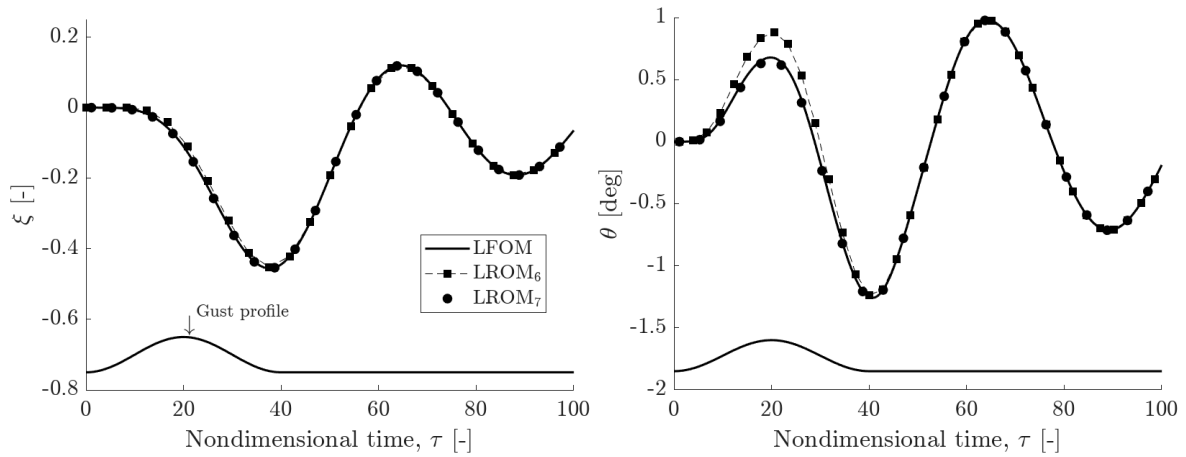 0.2
0
-0.2
-0.4
-0.6
-0.8
ξ [-]
LFOM
LROM₆
LROM₇
Gust profile
0 20 40 60 80 100
Nondimensional time, τ [-]
1
0.5
0
-0.5
-1
-1.5
-2
θ [deg]
0 20 40 60 80 100
Nondimensional time, τ [-]